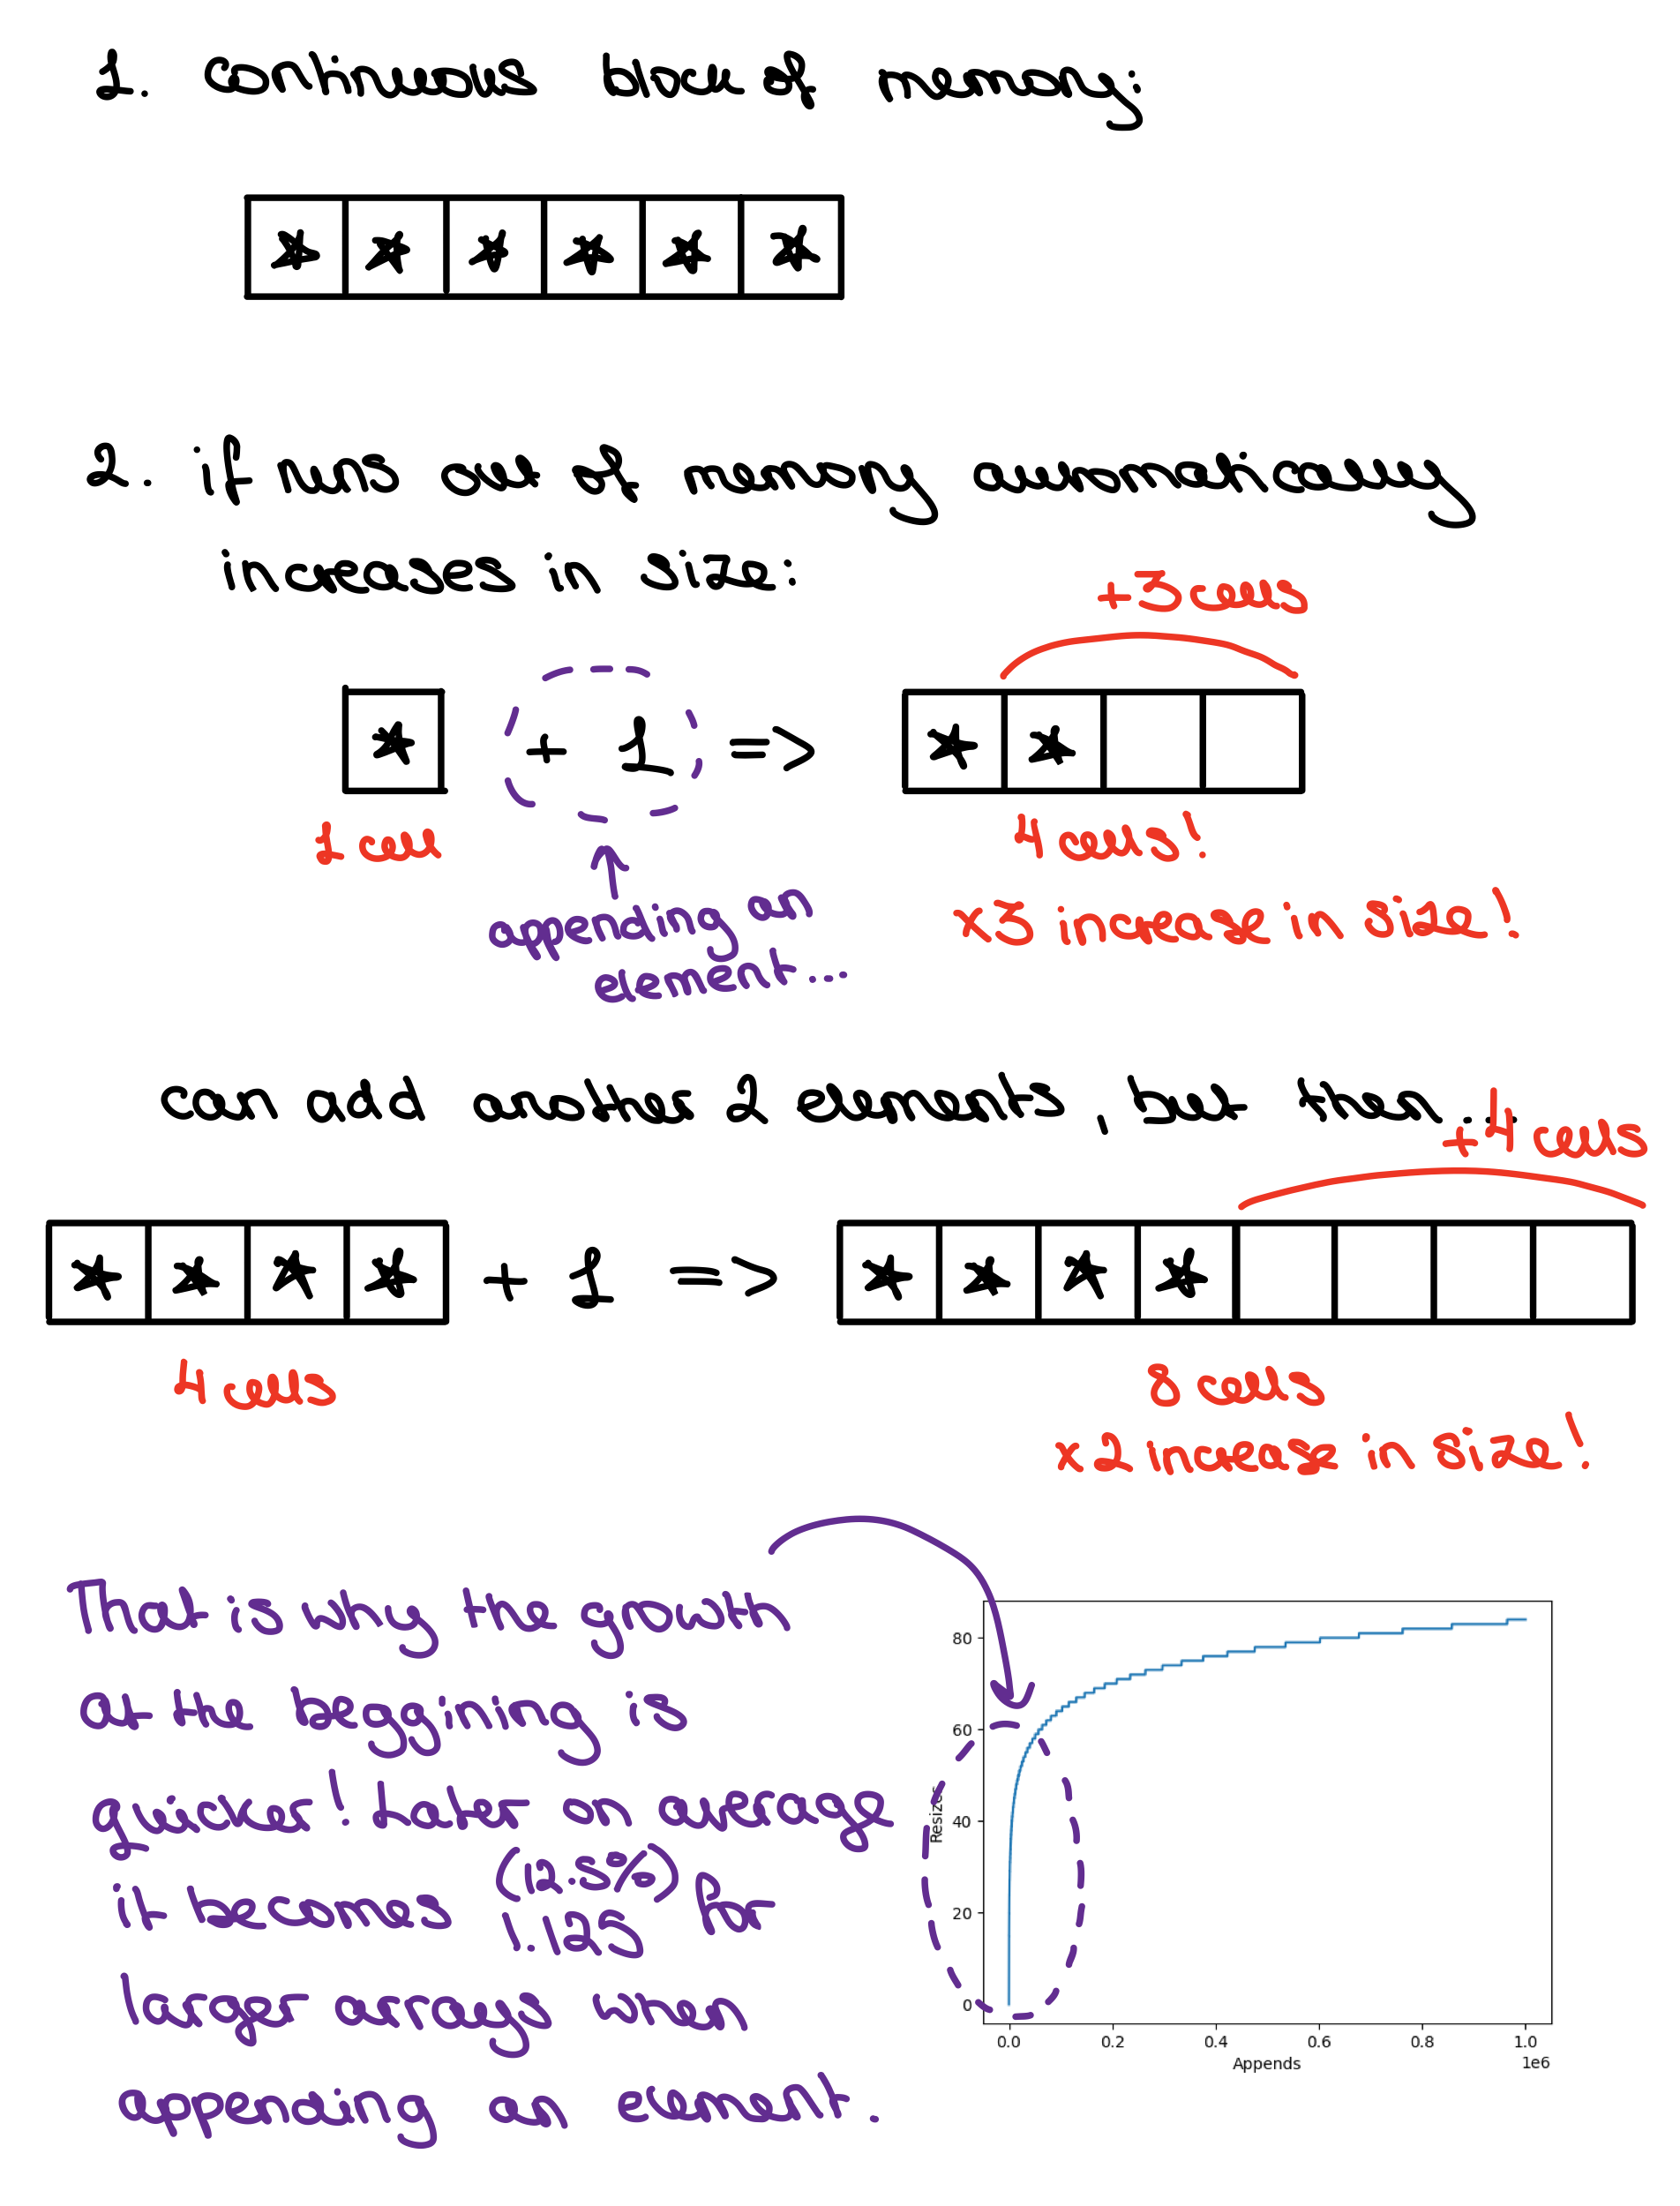 1. continuous block of memory:
2. if runs out of memory automatically
increases in size:
+3 cells
+ 1 =>
1 cell
4 cells!
appending an
element...
x3 increase in size!
can add another 2 elements, but then...
+4 cells
+ 1 =>
4 cells
8 cells
x2 increase in size!
That is why the growth
at the beggining is
quicker! Later on average
it becomes (12.5%) 1.125 for
larger arrays when
appending an element.
80
60
40
20
0
Resizes
0.0 0.2 0.4 0.6 0.8 1.0
Appends
1e6